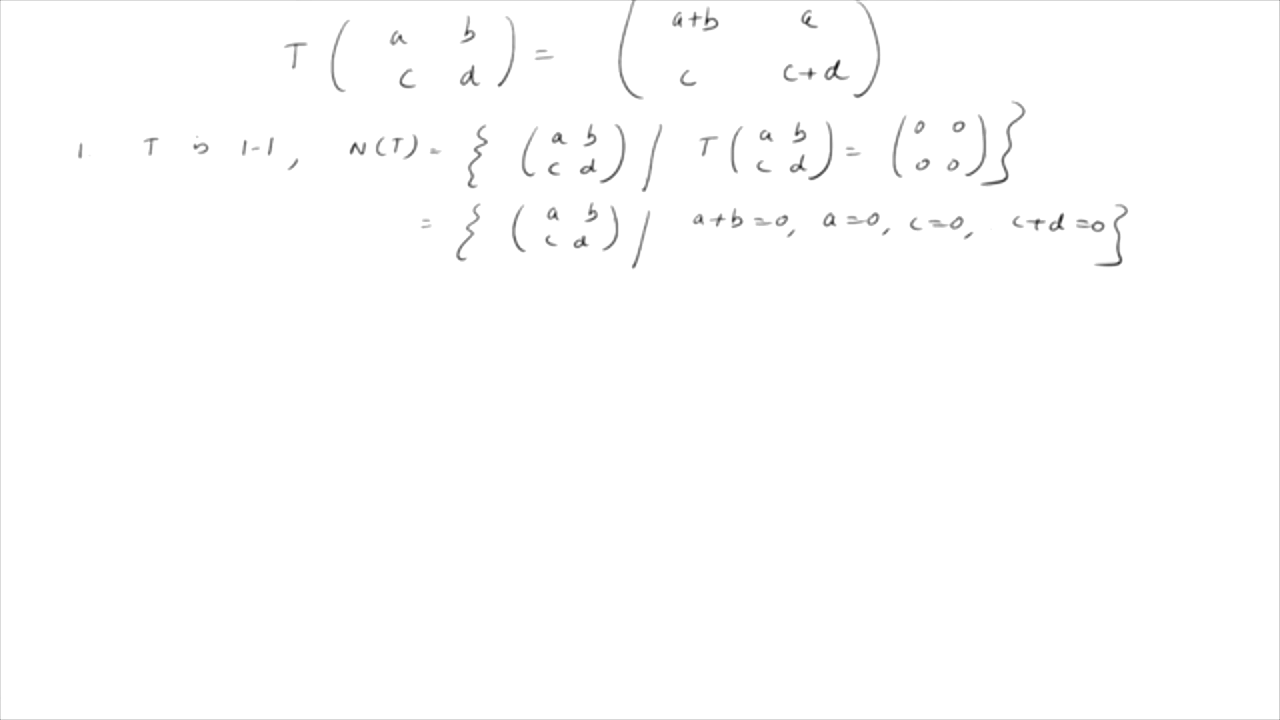 T ( a b c d ) = ( a+b a c c+d )
1. T is 1-1, N(T) = { ( a b c d ) / T ( a b c d ) = ( 0 0 0 0 ) }
= { ( a b c d ) / a+b=0, a=0, c=0, c+d=0 }